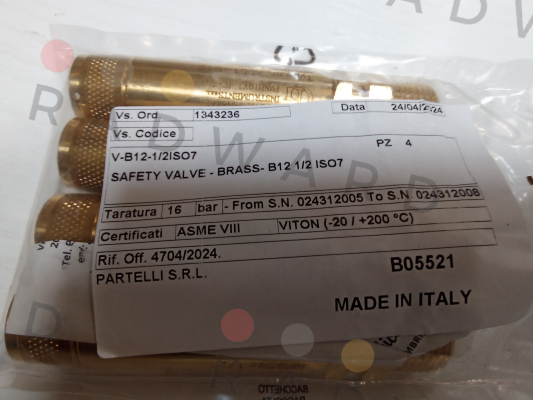 Vs. Ord. 1343236 Data 24/04/2024
Vs. Codice
V-B12-1/2ISO7 PZ 4
SAFETY VALVE - BRASS- B12 1/2 ISO7
Taratura 16 bar - From S.N. 024312005 To S.N. 024312008
Certificati ASME VIII VITON (-20 / +200 °C)
Rif. Off. 4704/2024.
PARTELLI S.R.L. B05521
MADE IN ITALY
RADWARD
SACCHETTO